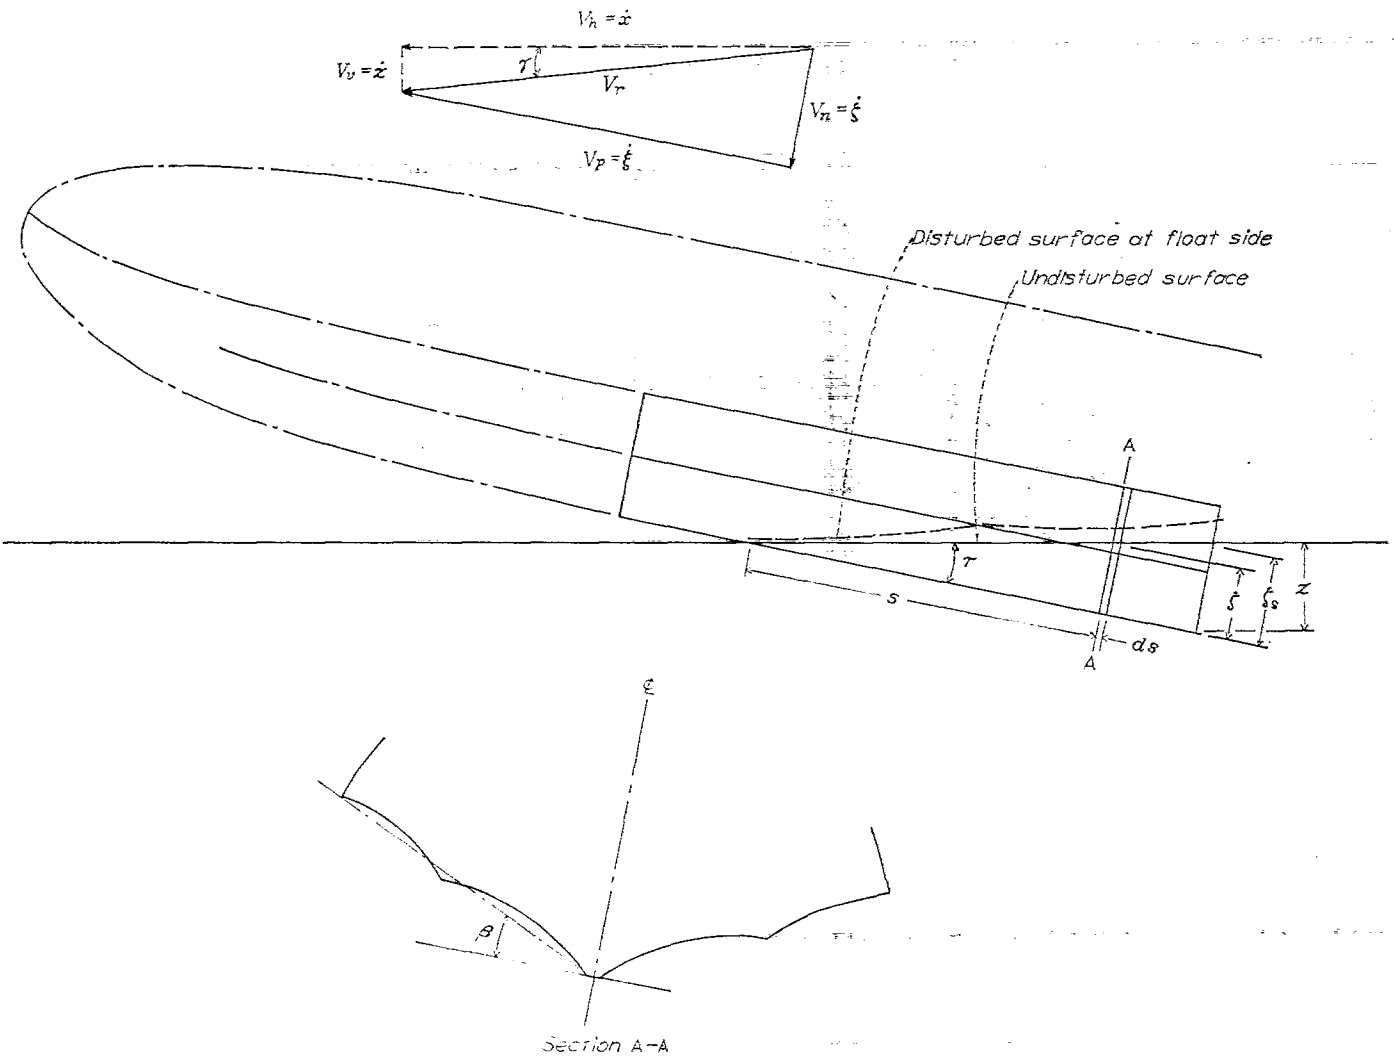 V_h = ẋ
V_v = ż
γ
V_r
V_n = ζ̇
V_p = ξ̇
Disturbed surface at float side
Undisturbed surface
A
τ
s
ζ
ζ_s
z
A
ds
℄
β
Section A-A